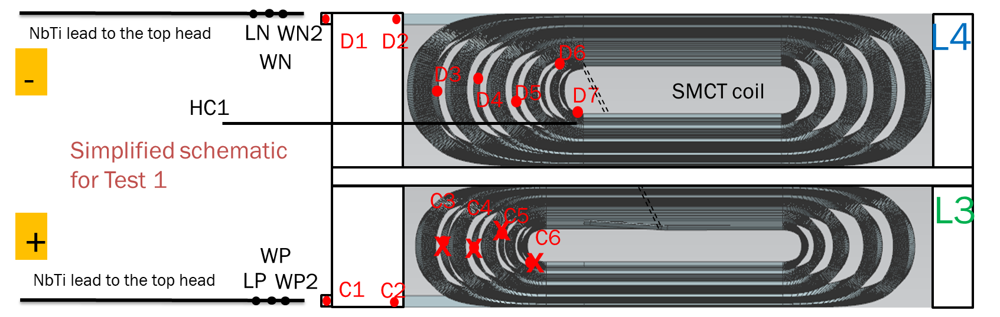 NbTi lead to the top head
LN WN2
WN
-
HC1
Simplified schematic
for Test 1
+
WP
LP WP2
NbTi lead to the top head
D1 D2
D3
D4
D5
D6
D7
SMCT coil
L4
C3
C4
C5
C6
C1 C2
L3